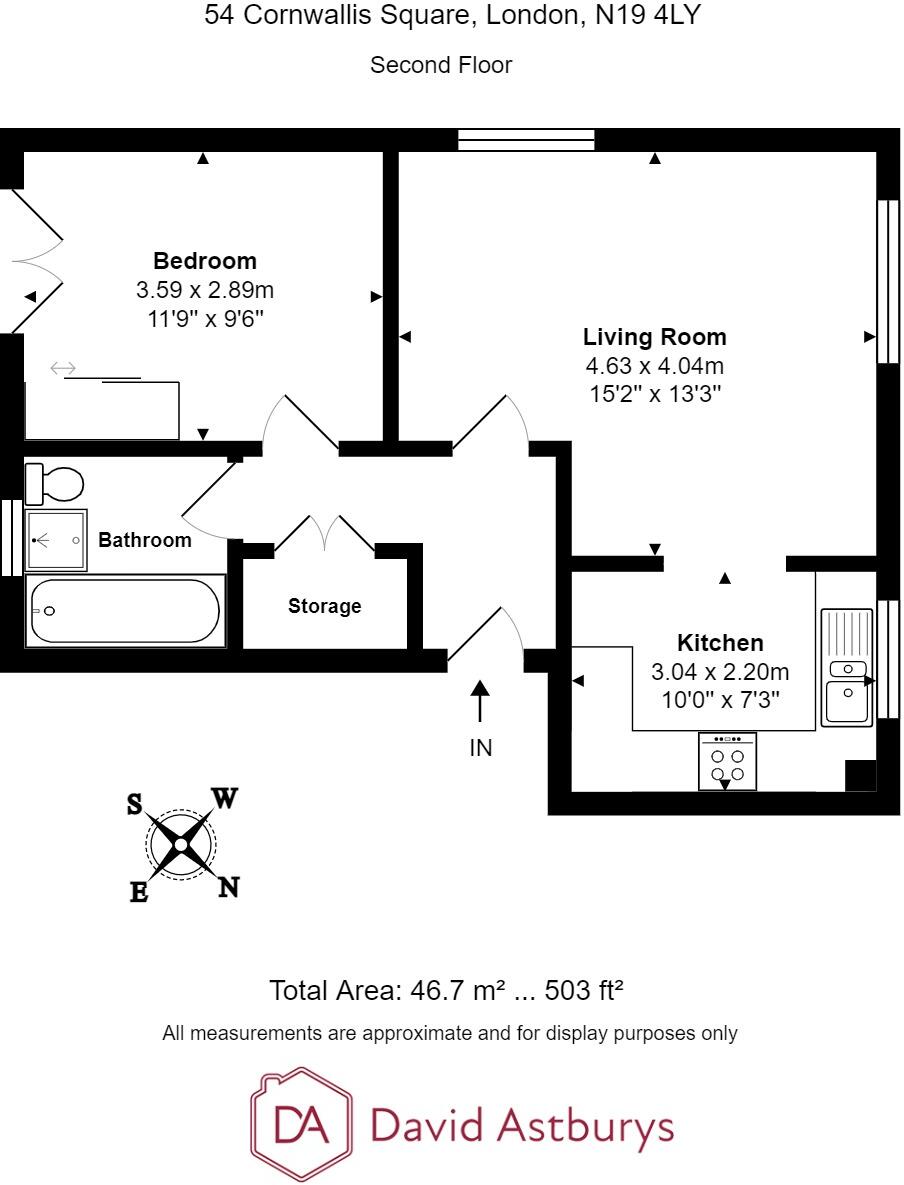 54 Cornwallis Square, London, N19 4LY
Second Floor
Bedroom
3.59 x 2.89m
11'9" x 9'6"
Living Room
4.63 x 4.04m
15'2" x 13'3"
Bathroom
Storage
Kitchen
3.04 x 2.20m
10'0" x 7'3"
IN
S W
E N
Total Area: 46.7 m² ... 503 ft²
All measurements are approximate and for display purposes only
DA David Astburys